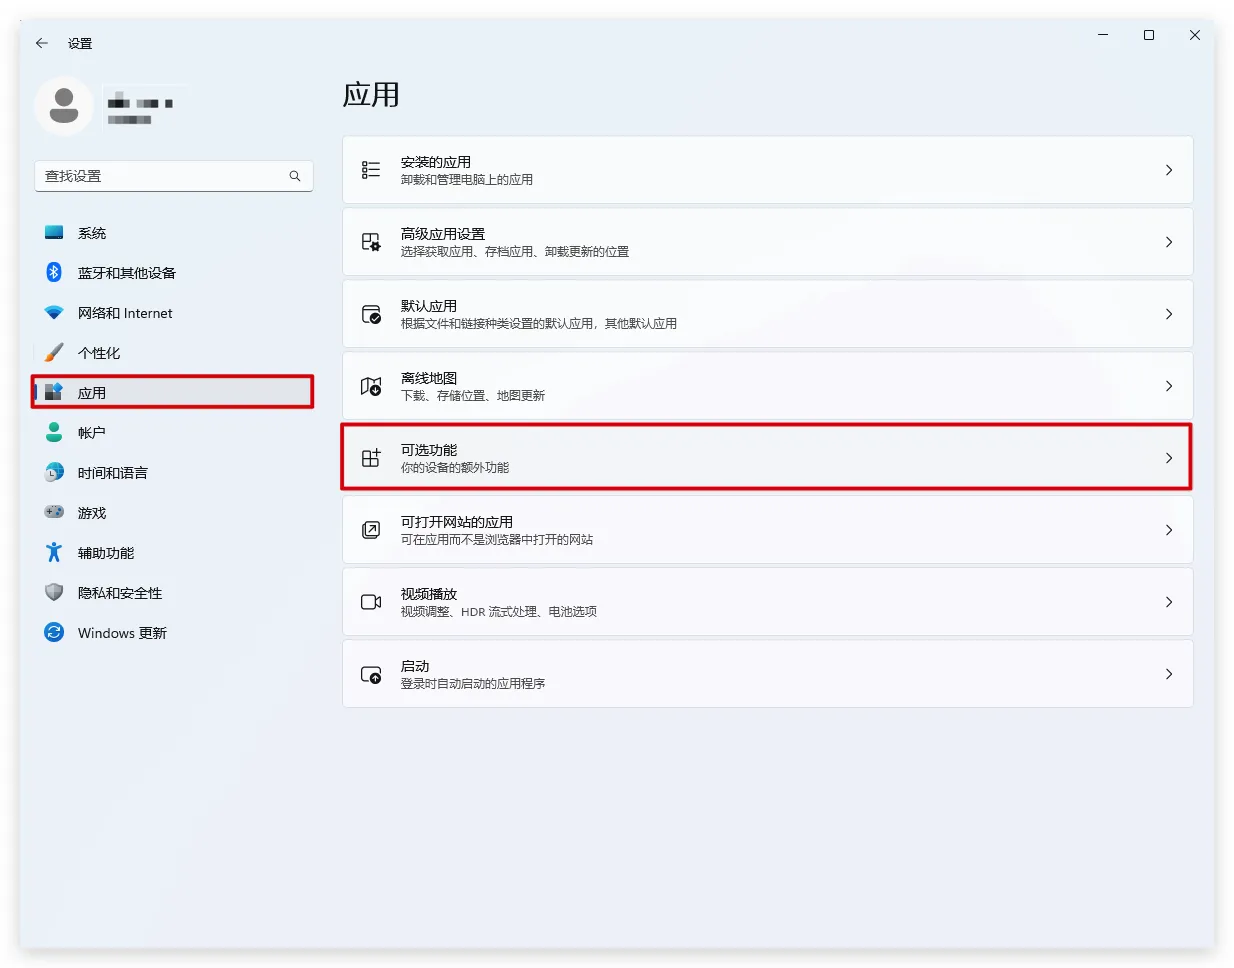 设置
查找设置
系统
蓝牙和其他设备
网络和 Internet
个性化
应用
帐户
时间和语言
游戏
辅助功能
隐私和安全性
Windows 更新
应用
安装的应用
卸载和管理电脑上的应用
高级应用设置
选择获取应用、存档应用、卸载更新的位置
默认应用
根据文件和链接种类设置的默认应用，其他默认应用
离线地图
下载、存储位置、地图更新
可选功能
你的设备的额外功能
可打开网站的应用
可在应用而不是浏览器中打开的网站
视频播放
视频调整、HDR 流式处理、电池选项
启动
登录时自动启动的应用程序